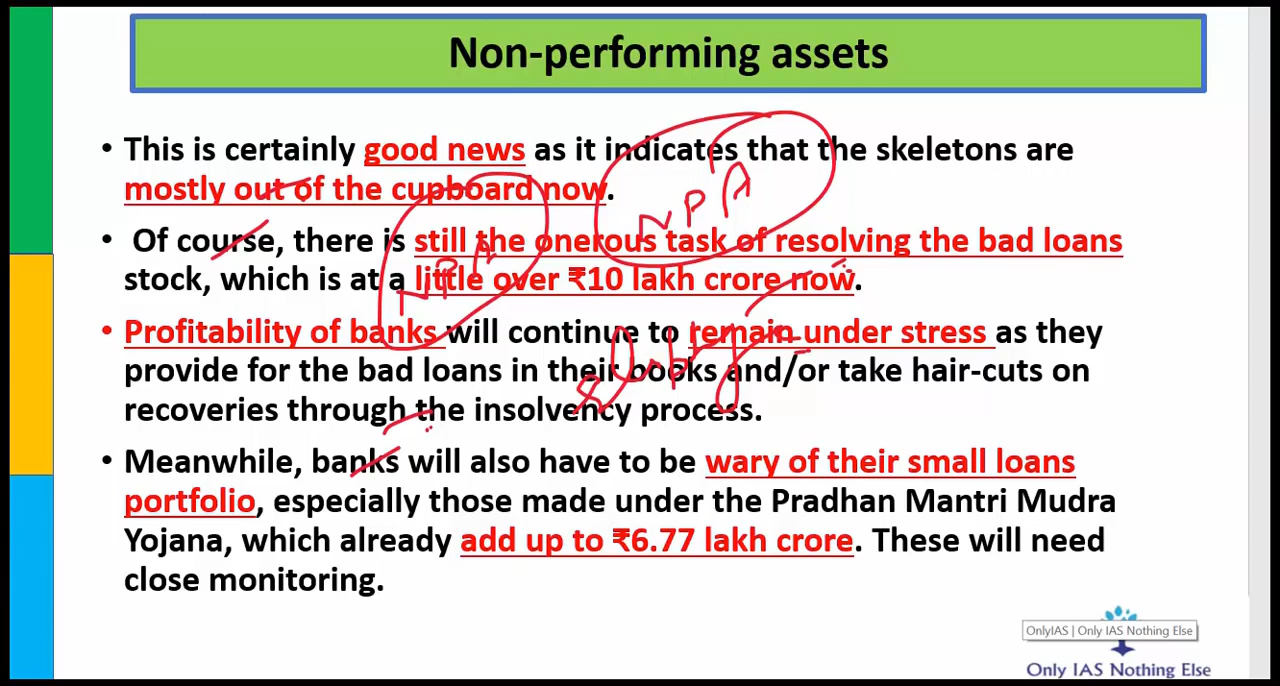 Non-performing assets
• This is certainly good news as it indicates that the skeletons are
mostly out of the cupboard now.
• Of course, there is still the onerous task of resolving the bad loans
stock, which is at a little over ₹10 lakh crore now.
• Profitability of banks will continue to remain under stress as they
provide for the bad loans in their books and/or take hair-cuts on
recoveries through the insolvency process.
• Meanwhile, banks will also have to be wary of their small loans
portfolio, especially those made under the Pradhan Mantri Mudra
Yojana, which already add up to ₹6.77 lakh crore. These will need
close monitoring.
NPA
NPA
OnlyIAS | Only IAS Nothing Else
Only IAS Nothing Else